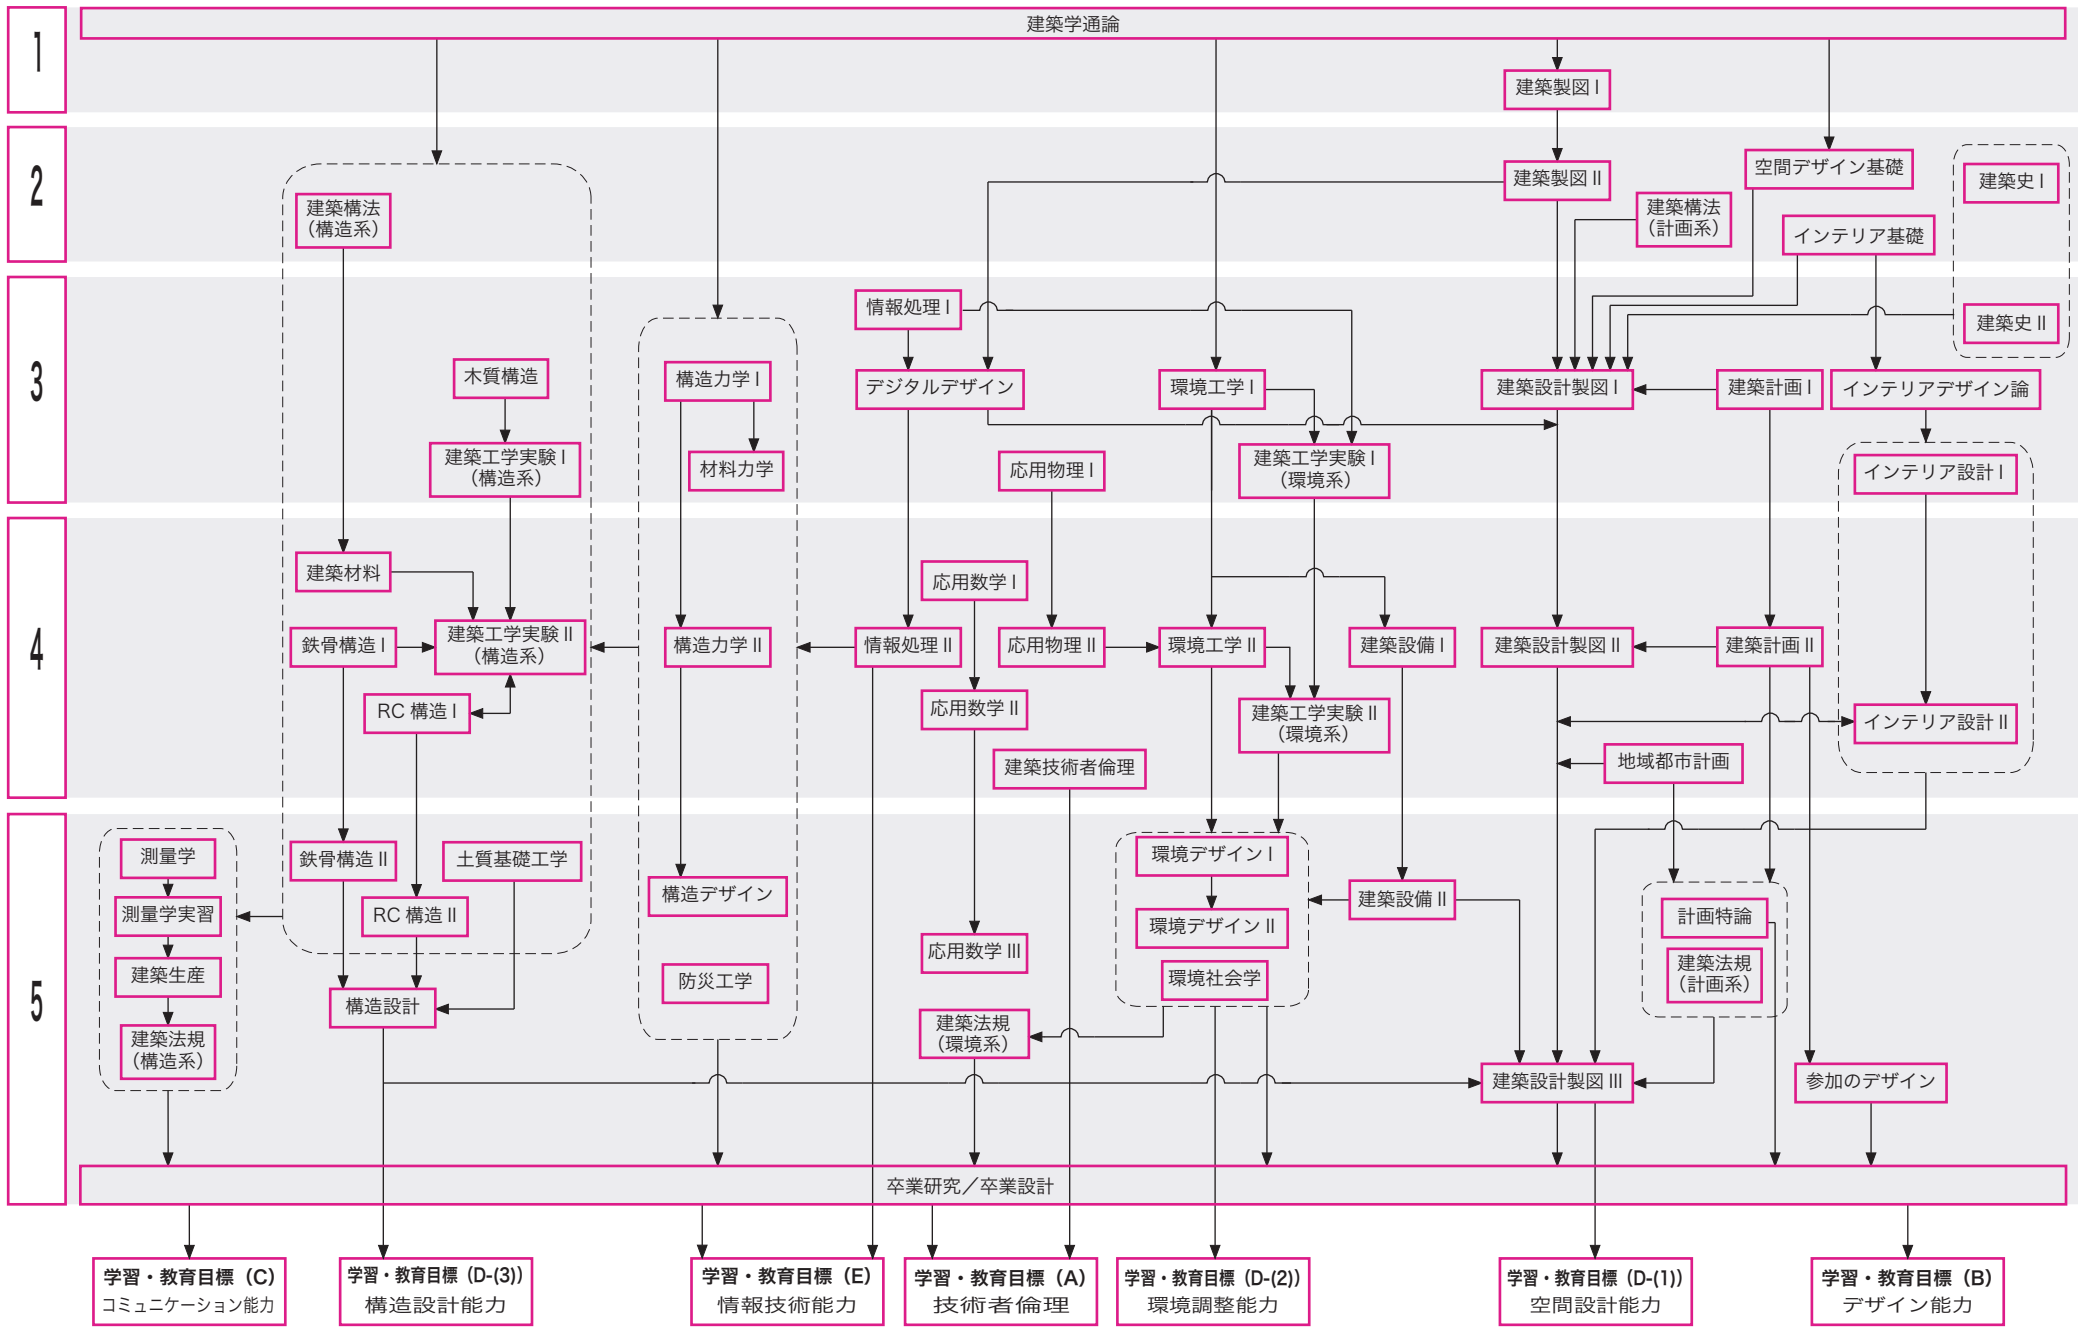 1
建築学通論
建築製図 I
2
建築構法
（構造系）
建築製図 II
建築構法
（計画系）
空間デザイン基礎
インテリア基礎
建築史 I
3
情報処理 I
建築史 II
木質構造
構造力学 I
デジタルデザイン
環境工学 I
建築設計製図 I
建築計画 I
インテリアデザイン論
建築工学実験 I
（構造系）
材料力学
応用物理 I
建築工学実験 I
（環境系）
インテリア設計 I
4
建築材料
応用数学 I
鉄骨構造 I
建築工学実験 II
（構造系）
構造力学 II
情報処理 II
応用物理 II
環境工学 II
建築設備 I
建築設計製図 II
建築計画 II
RC 構造 I
応用数学 II
建築工学実験 II
（環境系）
インテリア設計 II
建築技術者倫理
地域都市計画
5
測量学
鉄骨構造 II
土質基礎工学
環境デザイン I
測量学実習
RC 構造 II
構造デザイン
環境デザイン II
建築設備 II
計画特論
建築生産
応用数学 III
防災工学
環境社会学
建築法規
（計画系）
構造設計
建築法規
（構造系）
建築法規
（環境系）
建築設計製図 III
参加のデザイン
卒業研究／卒業設計
学習・教育目標（C）
コミュニケーション能力
学習・教育目標（D-(3)）
構造設計能力
学習・教育目標（E）
情報技術能力
学習・教育目標（A）
技術者倫理
学習・教育目標（D-(2)）
環境調整能力
学習・教育目標（D-(1)）
空間設計能力
学習・教育目標（B）
デザイン能力